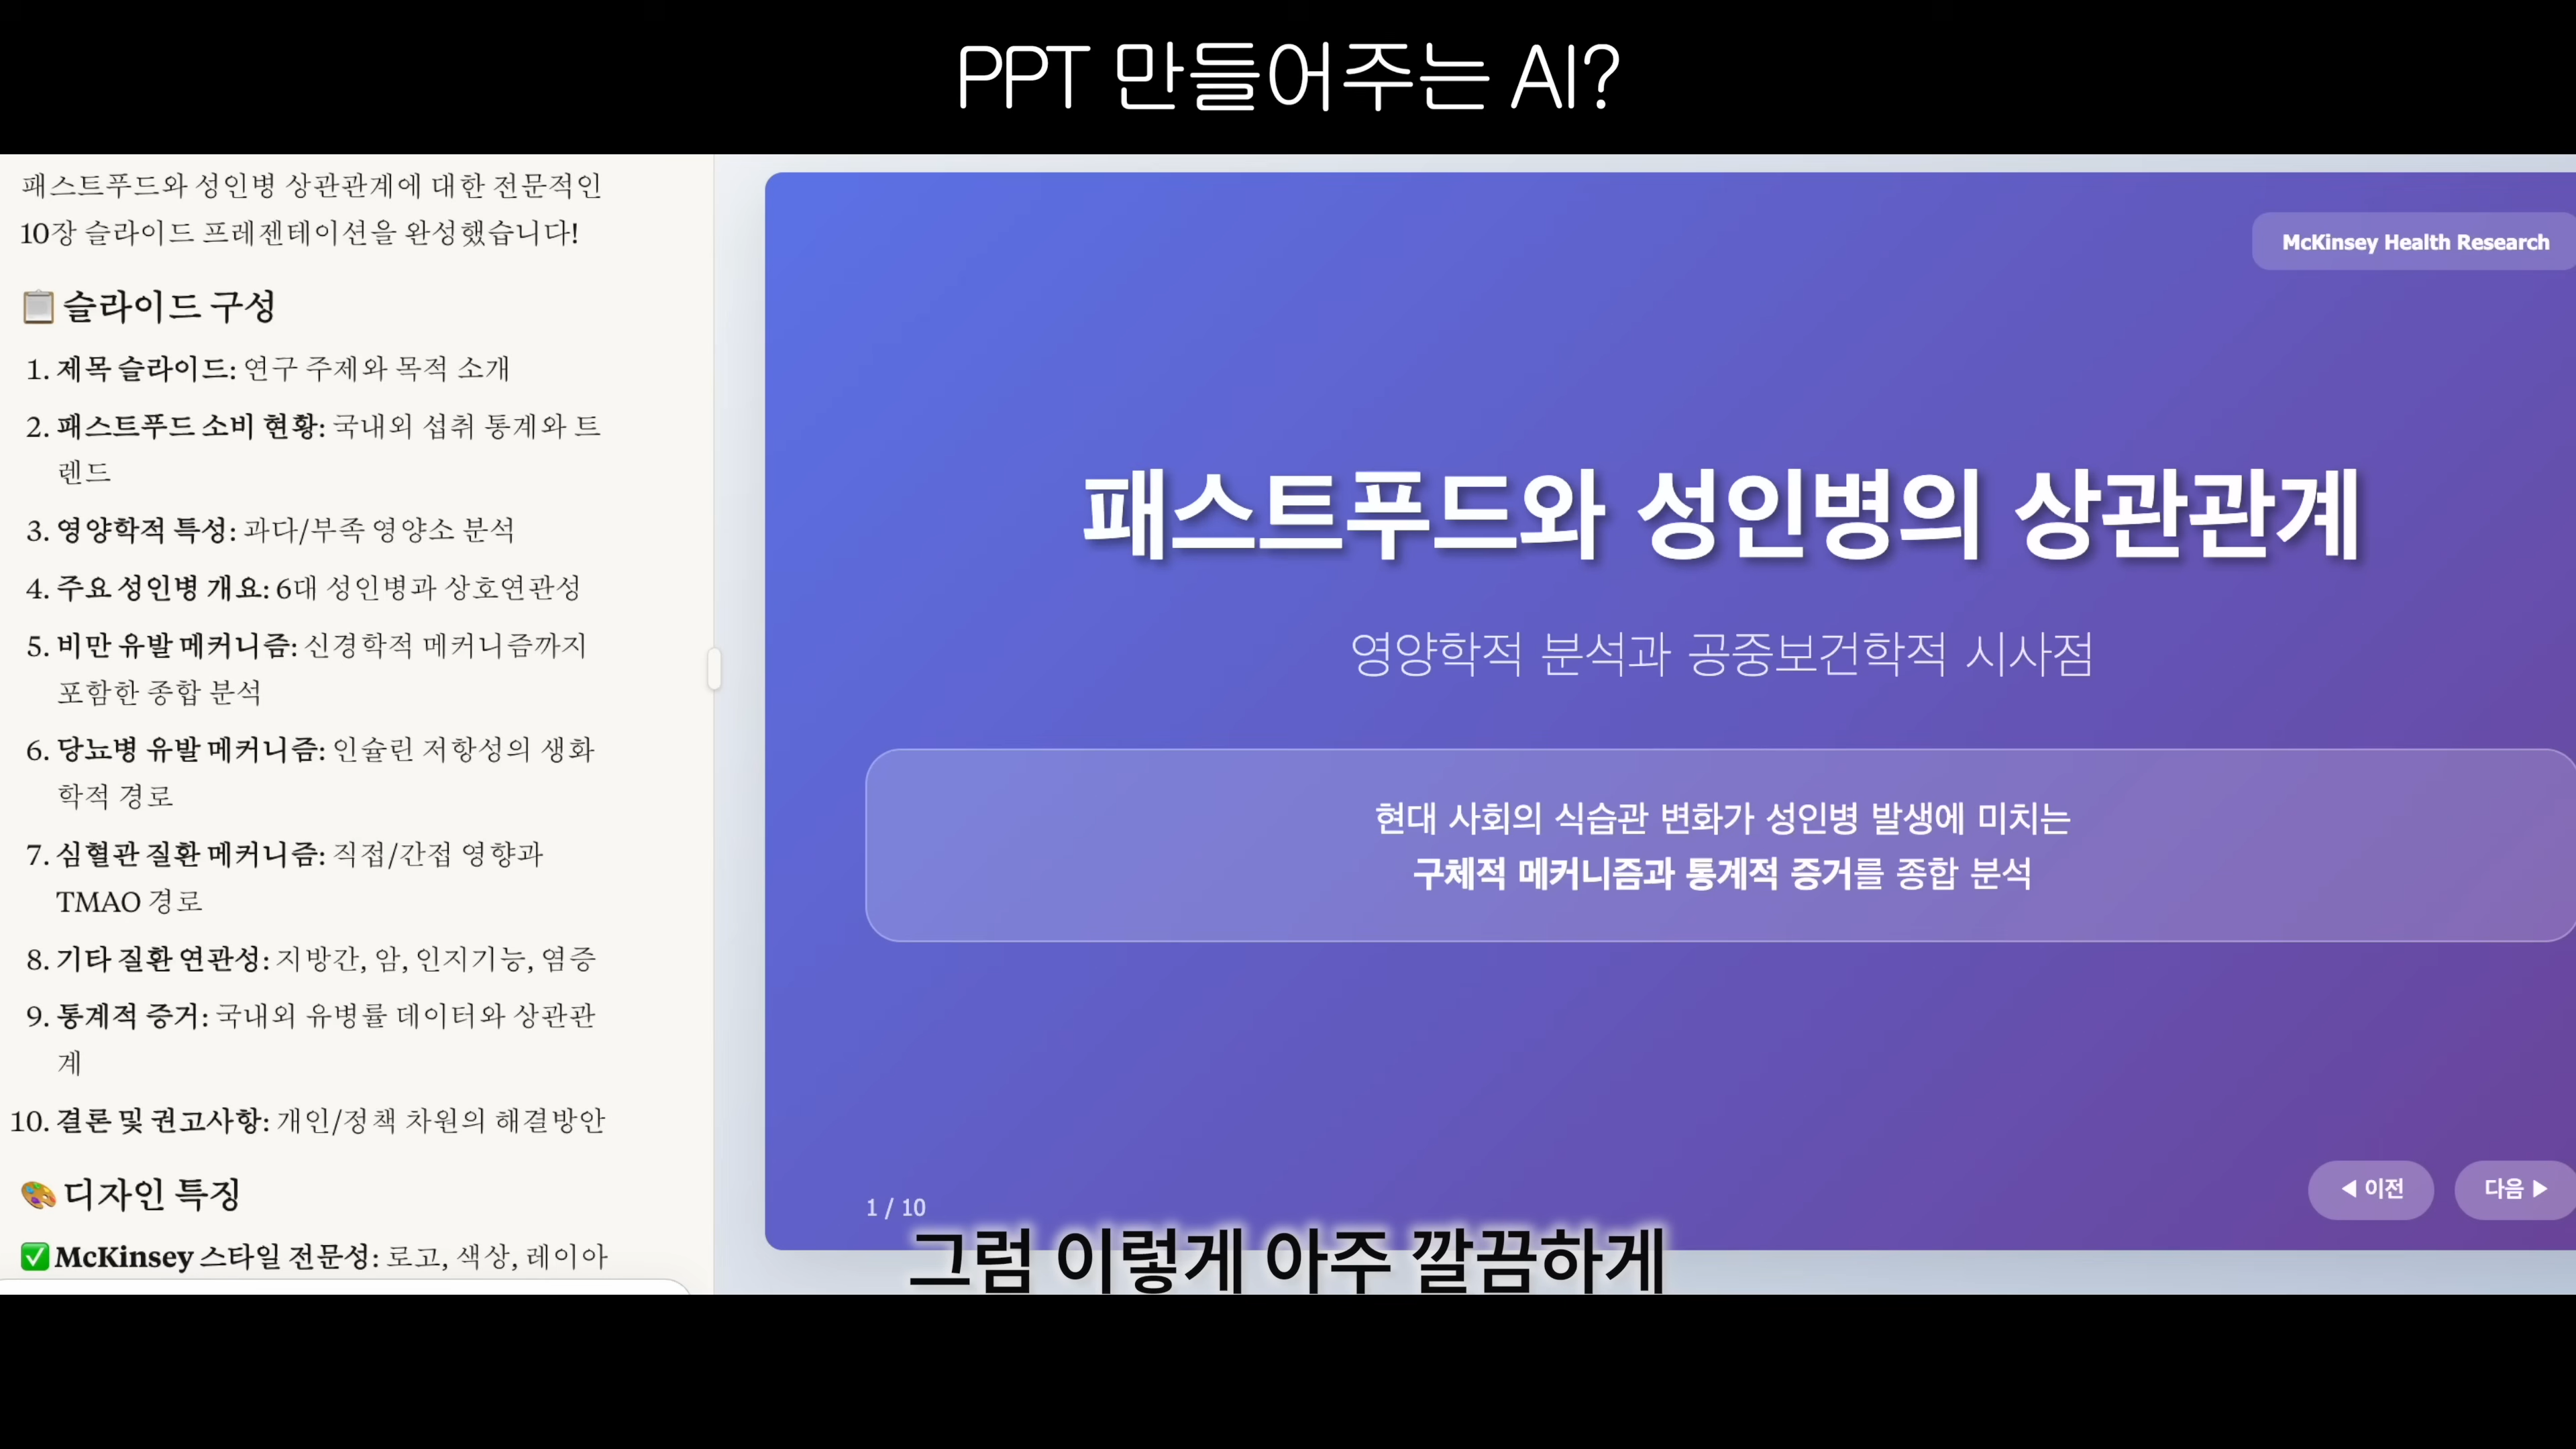 PPT 만들어주는 AI?
패스트푸드와 성인병 상관관계에 대한 전문적인
10장 슬라이드 프레젠테이션을 완성했습니다!
📋 슬라이드 구성
1. 제목 슬라이드: 연구 주제와 목적 소개
2. 패스트푸드 소비 현황: 국내외 섭취 통계와 트
렌드
3. 영양학적 특성: 과다/부족 영양소 분석
4. 주요 성인병 개요: 6대 성인병과 상호연관성
5. 비만 유발 메커니즘: 신경학적 메커니즘까지
포함한 종합 분석
6. 당뇨병 유발 메커니즘: 인슐린 저항성의 생화
학적 경로
7. 심혈관 질환 메커니즘: 직접/간접 영향과
TMAO 경로
8. 기타 질환 연관성: 지방간, 암, 인지기능, 염증
9. 통계적 증거: 국내외 유병률 데이터와 상관관
계
10. 결론 및 권고사항: 개인/정책 차원의 해결방안
🎨 디자인 특징
✅ McKinsey 스타일 전문성: 로고, 색상, 레이아
McKinsey Health Research
패스트푸드와 성인병의 상관관계
영양학적 분석과 공중보건학적 시사점
현대 사회의 식습관 변화가 성인병 발생에 미치는
구체적 메커니즘과 통계적 증거를 종합 분석
1 / 10
◀ 이전
다음 ▶
그럼 이렇게 아주 깔끔하게